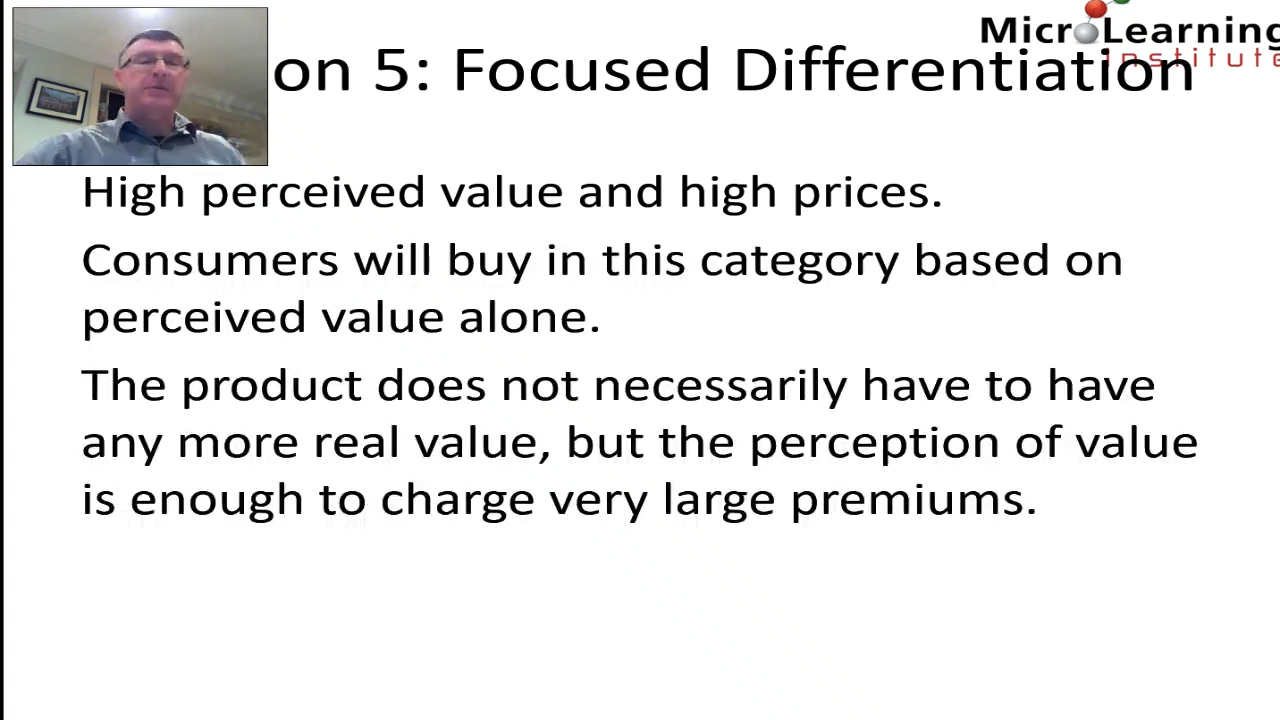 MicroLearning
institute
on 5: Focused Differentiation
High perceived value and high prices.
Consumers will buy in this category based on
perceived value alone.
The product does not necessarily have to have
any more real value, but the perception of value
is enough to charge very large premiums.